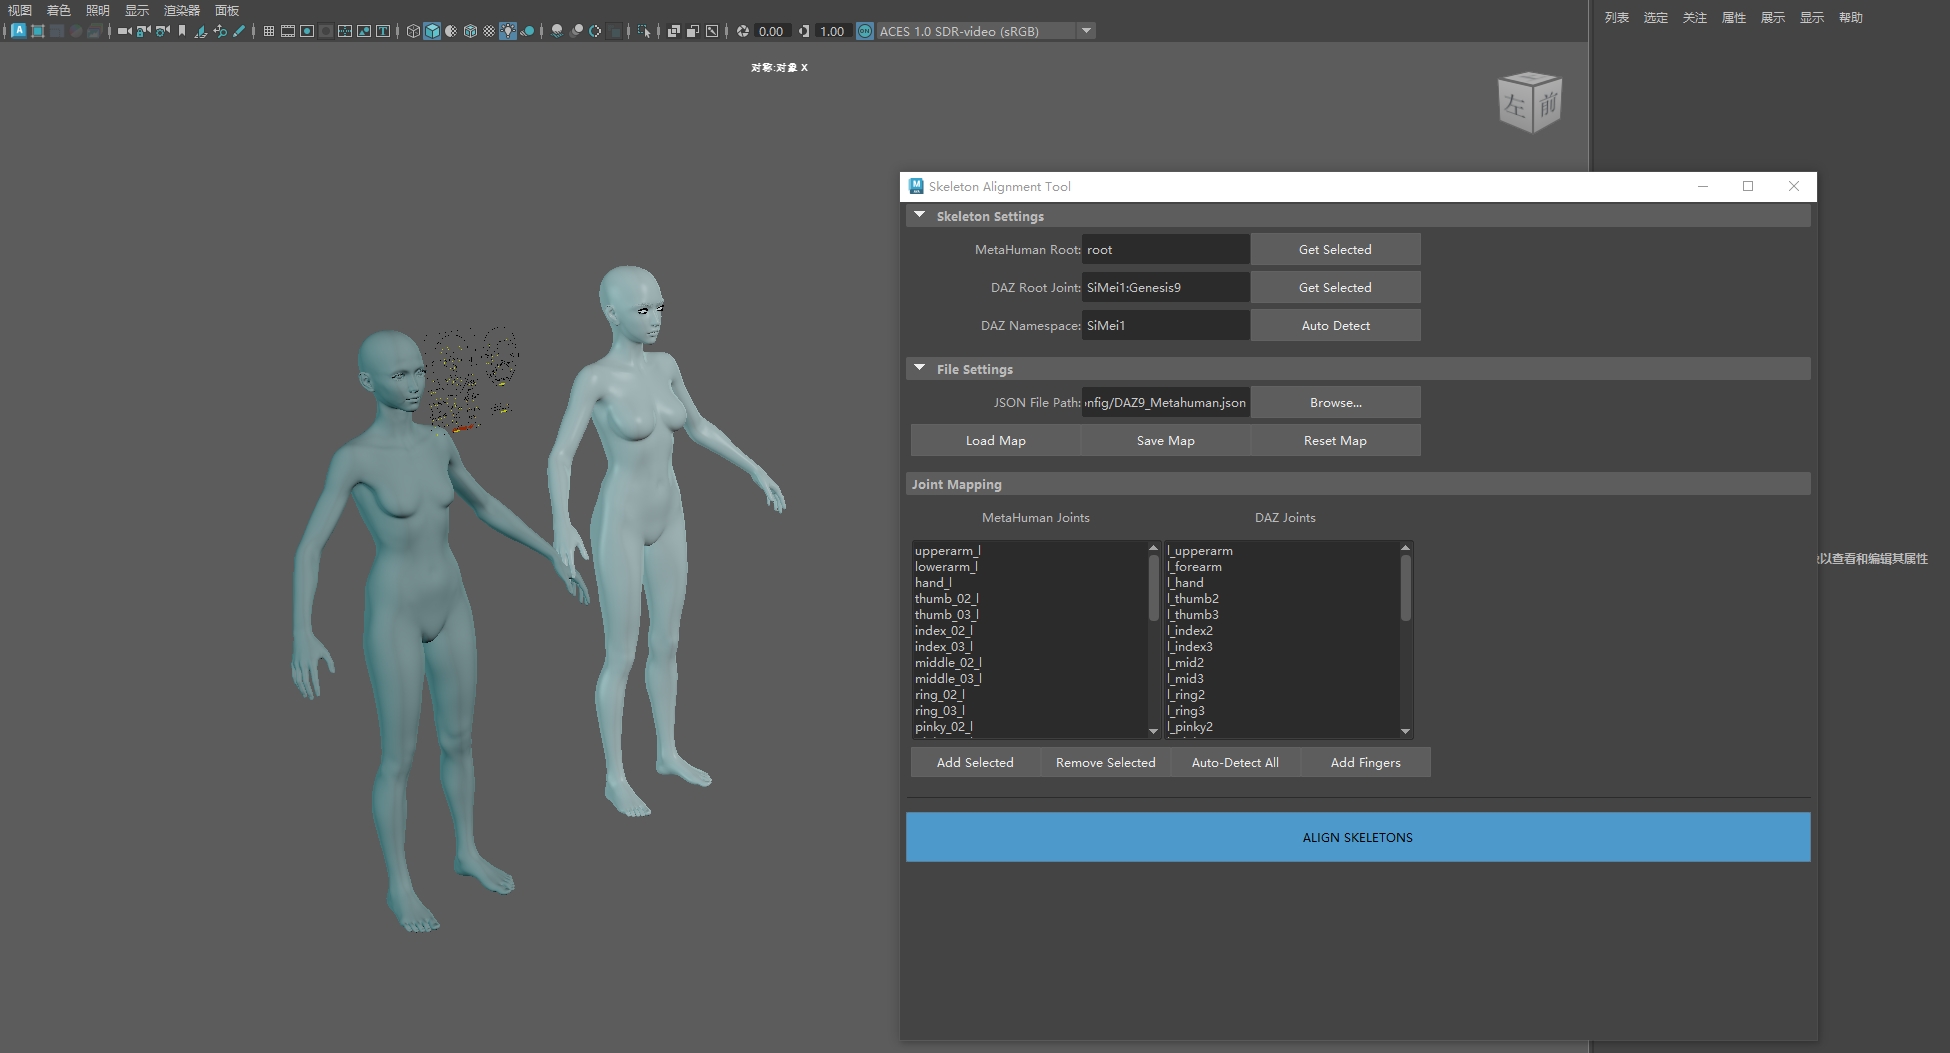 视图 着色 照明 显示 渲染器 面板
列表 选定 关注 属性 展示 显示 帮助
0.00 1.00 ACES 1.0 SDR-video (sRGB)
对称:对象 X
左 前
Skeleton Alignment Tool
Skeleton Settings
MetaHuman Root: root Get Selected
DAZ Root Joint: SiMei1:Genesis9 Get Selected
DAZ Namespace: SiMei1 Auto Detect
File Settings
JSON File Path: nfig/DAZ9_Metahuman.json Browse...
Load Map Save Map Reset Map
Joint Mapping
MetaHuman Joints DAZ Joints
upperarm_l l_upperarm
lowerarm_l l_forearm
hand_l l_hand
thumb_02_l l_thumb2
thumb_03_l l_thumb3
index_02_l l_index2
index_03_l l_index3
以查看和编辑其属性
middle_02_l l_mid2
middle_03_l l_mid3
ring_02_l l_ring2
ring_03_l l_ring3
pinky_02_l l_pinky2
Add Selected Remove Selected Auto-Detect All Add Fingers
ALIGN SKELETONS